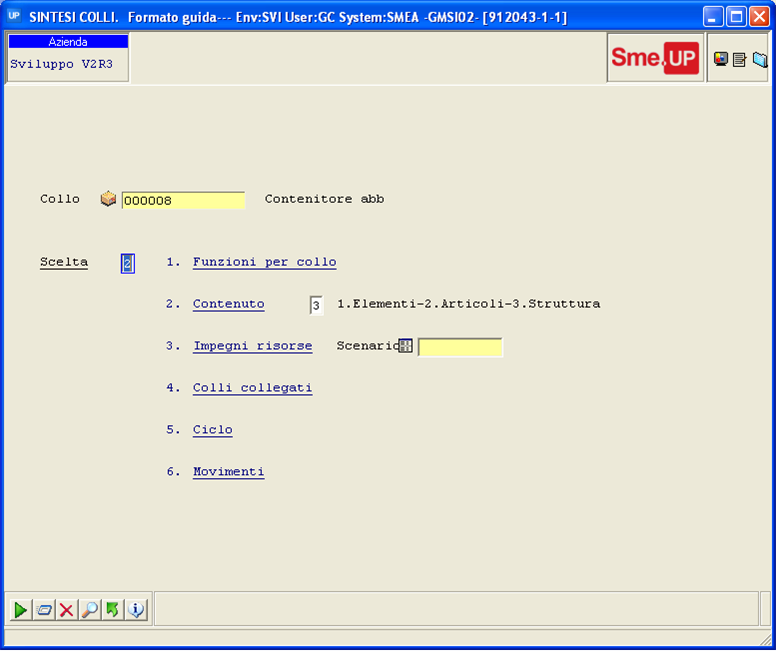 UP SINTESI COLLI. Formato guida--- Env:SVI User:GC System:SMEA -GMSI02- [912043-1-1]
Azienda
Sviluppo V2R3
Sme.UP
Collo 000008 Contenitore abb
Scelta 2 1. Funzioni per collo
2. Contenuto 3 1.Elementi-2.Articoli-3.Struttura
3. Impegni risorse Scenario
4. Colli collegati
5. Ciclo
6. Movimenti